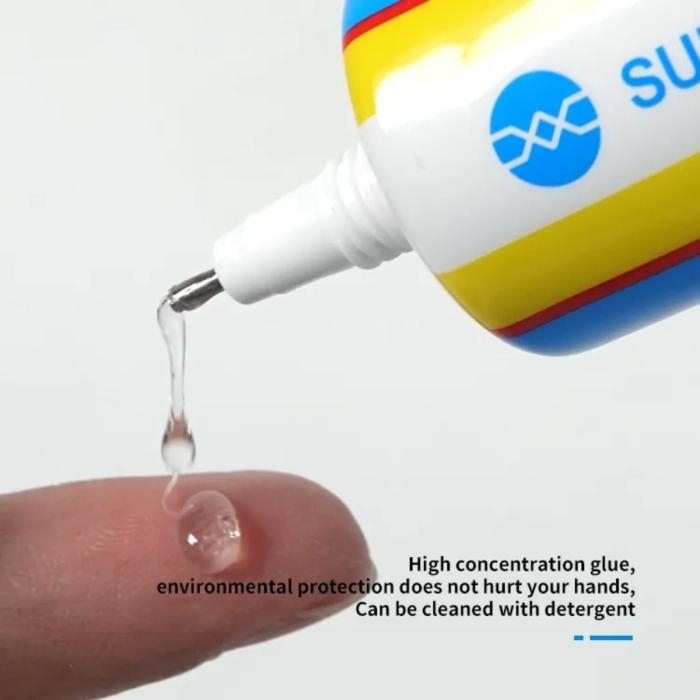 High concentration glue,
environmental protection does not hurt your hands,
Can be cleaned with detergent